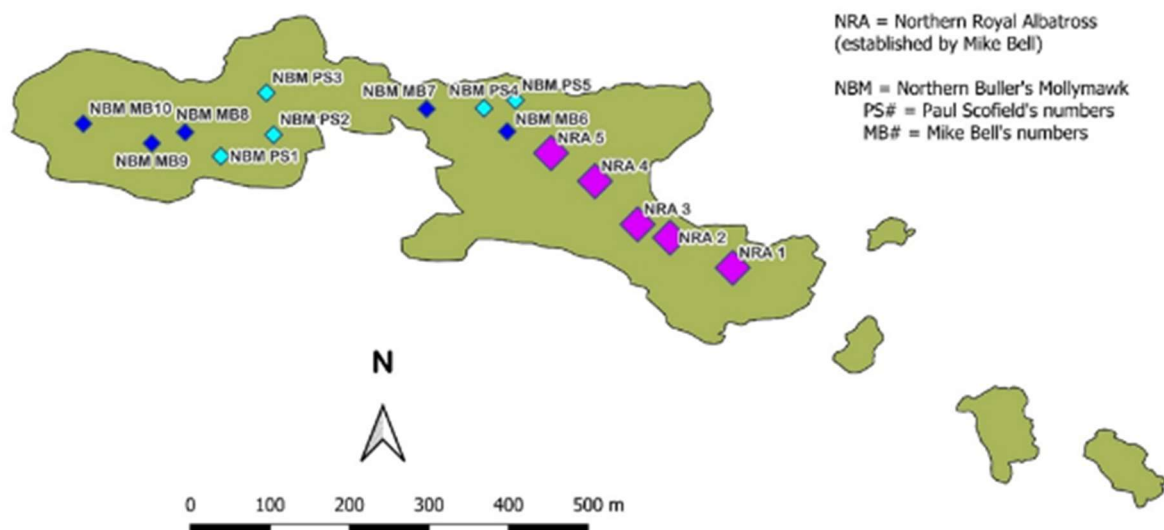 NRA = Northern Royal Albatross
(established by Mike Bell)
NBM = Northern Buller's Mollymawk
PS# = Paul Scofield's numbers
MB# = Mike Bell's numbers
NBM PS3
NBM MB10
NBM MB8
NBM PS2
NBM MB9
NBM PS1
NBM MB7
NBM PS4
NBM PS5
NBM MB6
NRA 5
NRA 4
NRA 3
NRA 2
NRA 1
N
0 100 200 300 400 500 m